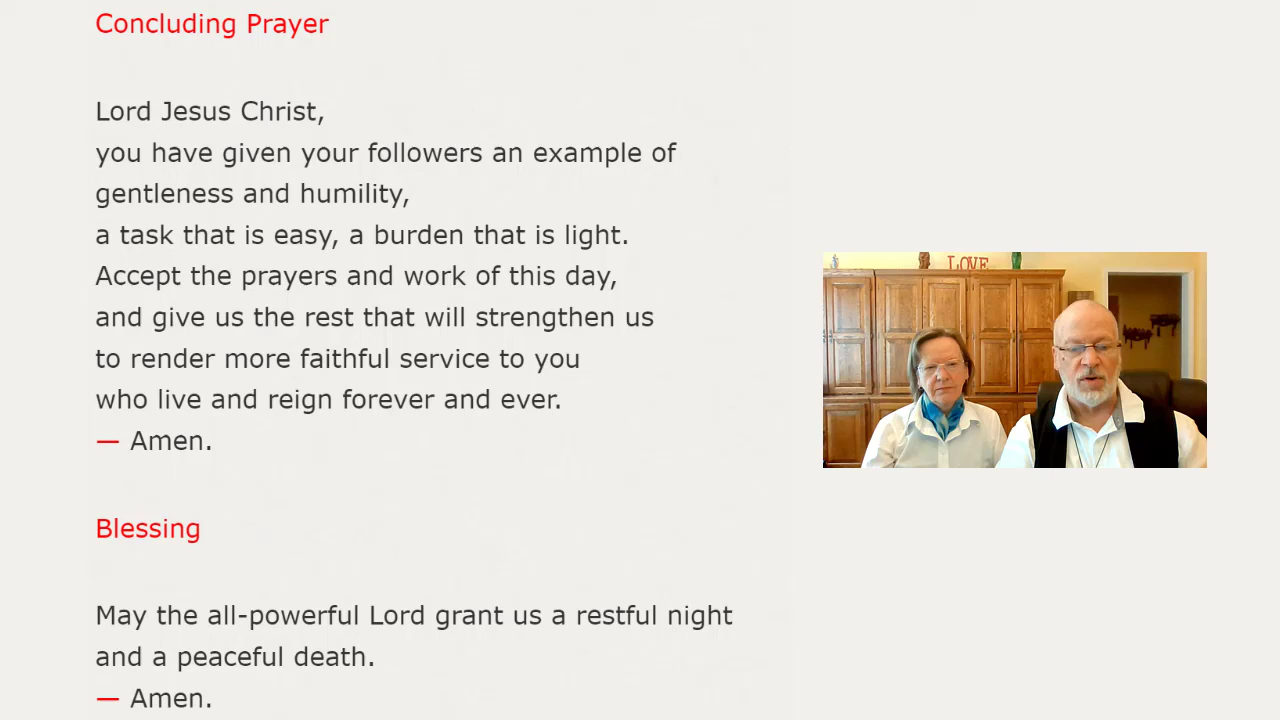 Concluding Prayer
Lord Jesus Christ,
you have given your followers an example of
gentleness and humility,
a task that is easy, a burden that is light.
Accept the prayers and work of this day,
and give us the rest that will strengthen us
to render more faithful service to you
who live and reign forever and ever.
— Amen.
Blessing
May the all-powerful Lord grant us a restful night
and a peaceful death.
— Amen.
LOVE